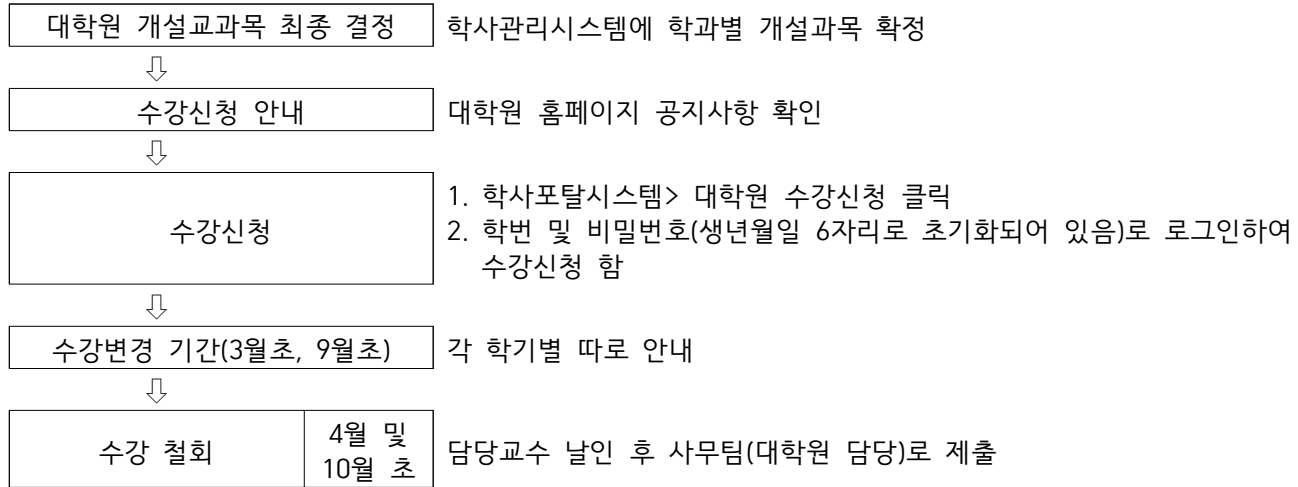 대학원 개설교과목 최종 결정 학사관리시스템에 학과별 개설과목 확정
수강신청 안내 대학원 홈페이지 공지사항 확인
수강신청
1. 학사포탈시스템> 대학원 수강신청 클릭
2. 학번 및 비밀번호(생년월일 6자리로 초기화되어 있음)로 로그인하여
수강신청 함
수강변경 기간(3월초, 9월초) 각 학기별 따로 안내
수강 철회
4월 및
10월 초
담당교수 날인 후 사무팀(대학원 담당)로 제출